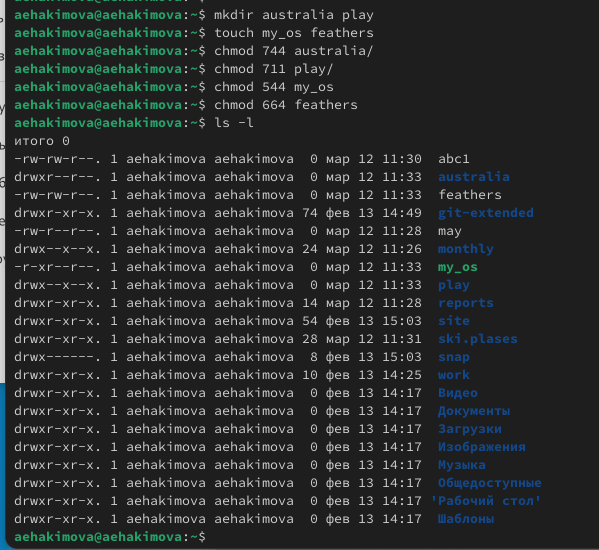 aehakimova@aehakimova:~$ mkdir australia play
aehakimova@aehakimova:~$ touch my_os feathers
aehakimova@aehakimova:~$ chmod 744 australia/
aehakimova@aehakimova:~$ chmod 711 play/
aehakimova@aehakimova:~$ chmod 544 my_os
aehakimova@aehakimova:~$ chmod 664 feathers
aehakimova@aehakimova:~$ ls -l
итого 0
-rw-rw-r--. 1 aehakimova aehakimova  0 мар 12 11:30  abc1
drwxr--r--. 1 aehakimova aehakimova  0 мар 12 11:33  australia
-rw-rw-r--. 1 aehakimova aehakimova  0 мар 12 11:33  feathers
drwxr-xr-x. 1 aehakimova aehakimova 74 фев 13 14:49  git-extended
-rw-r--r--. 1 aehakimova aehakimova  0 мар 12 11:28  may
drwx--x--x. 1 aehakimova aehakimova 24 мар 12 11:26  monthly
-r-xr--r--. 1 aehakimova aehakimova  0 мар 12 11:33  my_os
drwx--x--x. 1 aehakimova aehakimova  0 мар 12 11:33  play
drwxr-xr-x. 1 aehakimova aehakimova 14 мар 12 11:28  reports
drwxr-xr-x. 1 aehakimova aehakimova 54 фев 13 15:03  site
drwxr-xr-x. 1 aehakimova aehakimova 28 мар 12 11:31  ski.plases
drwx------. 1 aehakimova aehakimova  8 фев 13 15:03  snap
drwxr-xr-x. 1 aehakimova aehakimova 10 фев 13 14:25  work
drwxr-xr-x. 1 aehakimova aehakimova  0 фев 13 14:17  Видео
drwxr-xr-x. 1 aehakimova aehakimova  0 фев 13 14:17  Документы
drwxr-xr-x. 1 aehakimova aehakimova  0 фев 13 14:17  Загрузки
drwxr-xr-x. 1 aehakimova aehakimova  0 фев 13 14:17  Изображения
drwxr-xr-x. 1 aehakimova aehakimova  0 фев 13 14:17  Музыка
drwxr-xr-x. 1 aehakimova aehakimova  0 фев 13 14:17  Общедоступные
drwxr-xr-x. 1 aehakimova aehakimova  0 фев 13 14:17 'Рабочий стол'
drwxr-xr-x. 1 aehakimova aehakimova  0 фев 13 14:17  Шаблоны
aehakimova@aehakimova:~$